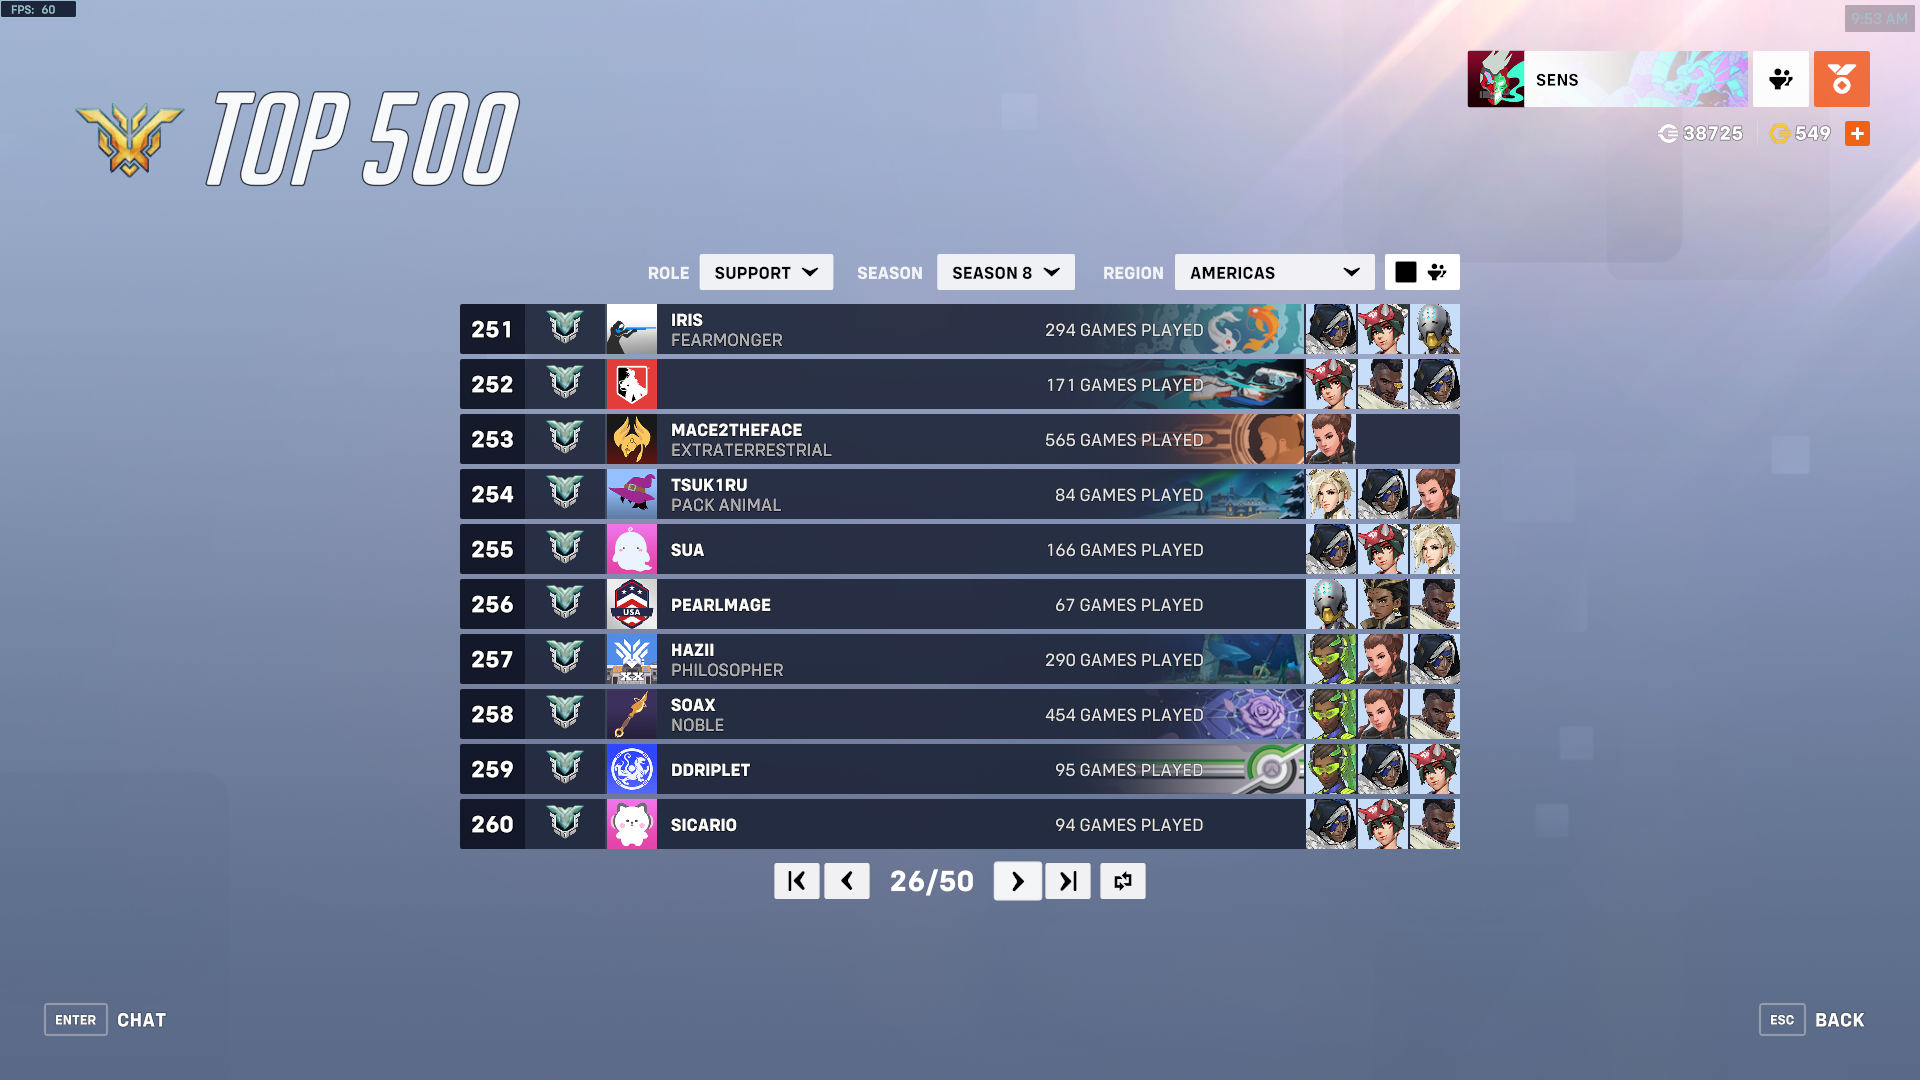 FPS: 60
9:53 AM
SENS
38725
549
TOP 500
ROLE SUPPORT SEASON SEASON 8 REGION AMERICAS
251 IRIS 294 GAMES PLAYED
FEARMONGER
252 171 GAMES PLAYED
253 MACE2THEFACE 565 GAMES PLAYED
EXTRATERRESTRIAL
254 TSUK1RU 84 GAMES PLAYED
PACK ANIMAL
255 SUA 166 GAMES PLAYED
256 USA PEARLMAGE 67 GAMES PLAYED
257 XX HAZII 290 GAMES PLAYED
PHILOSOPHER
258 SOAX 454 GAMES PLAYED
NOBLE
259 DDRIPLET 95 GAMES PLAYED
260 SICARIO 94 GAMES PLAYED
26/50
ENTER CHAT
ESC BACK